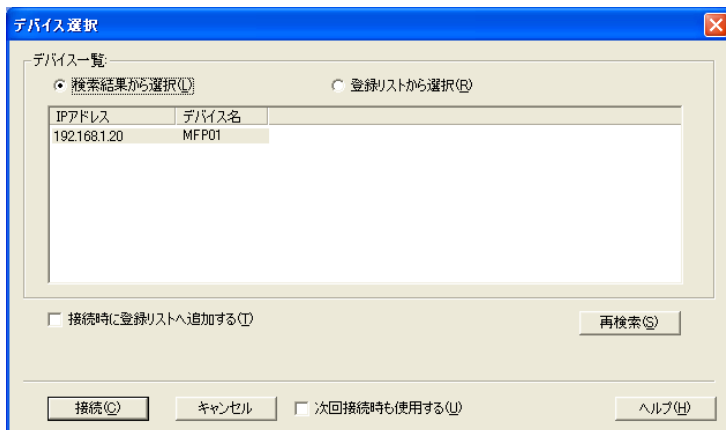 デバイス選択
デバイス一覧:
検索結果から選択(L) 登録リストから選択(R)
IPアドレス デバイス名
192.168.1.20 MFP01
接続時に登録リストへ追加する(T) 再検索(S)
接続(C) キャンセル 次回接続時も使用する(U) ヘルプ(H)